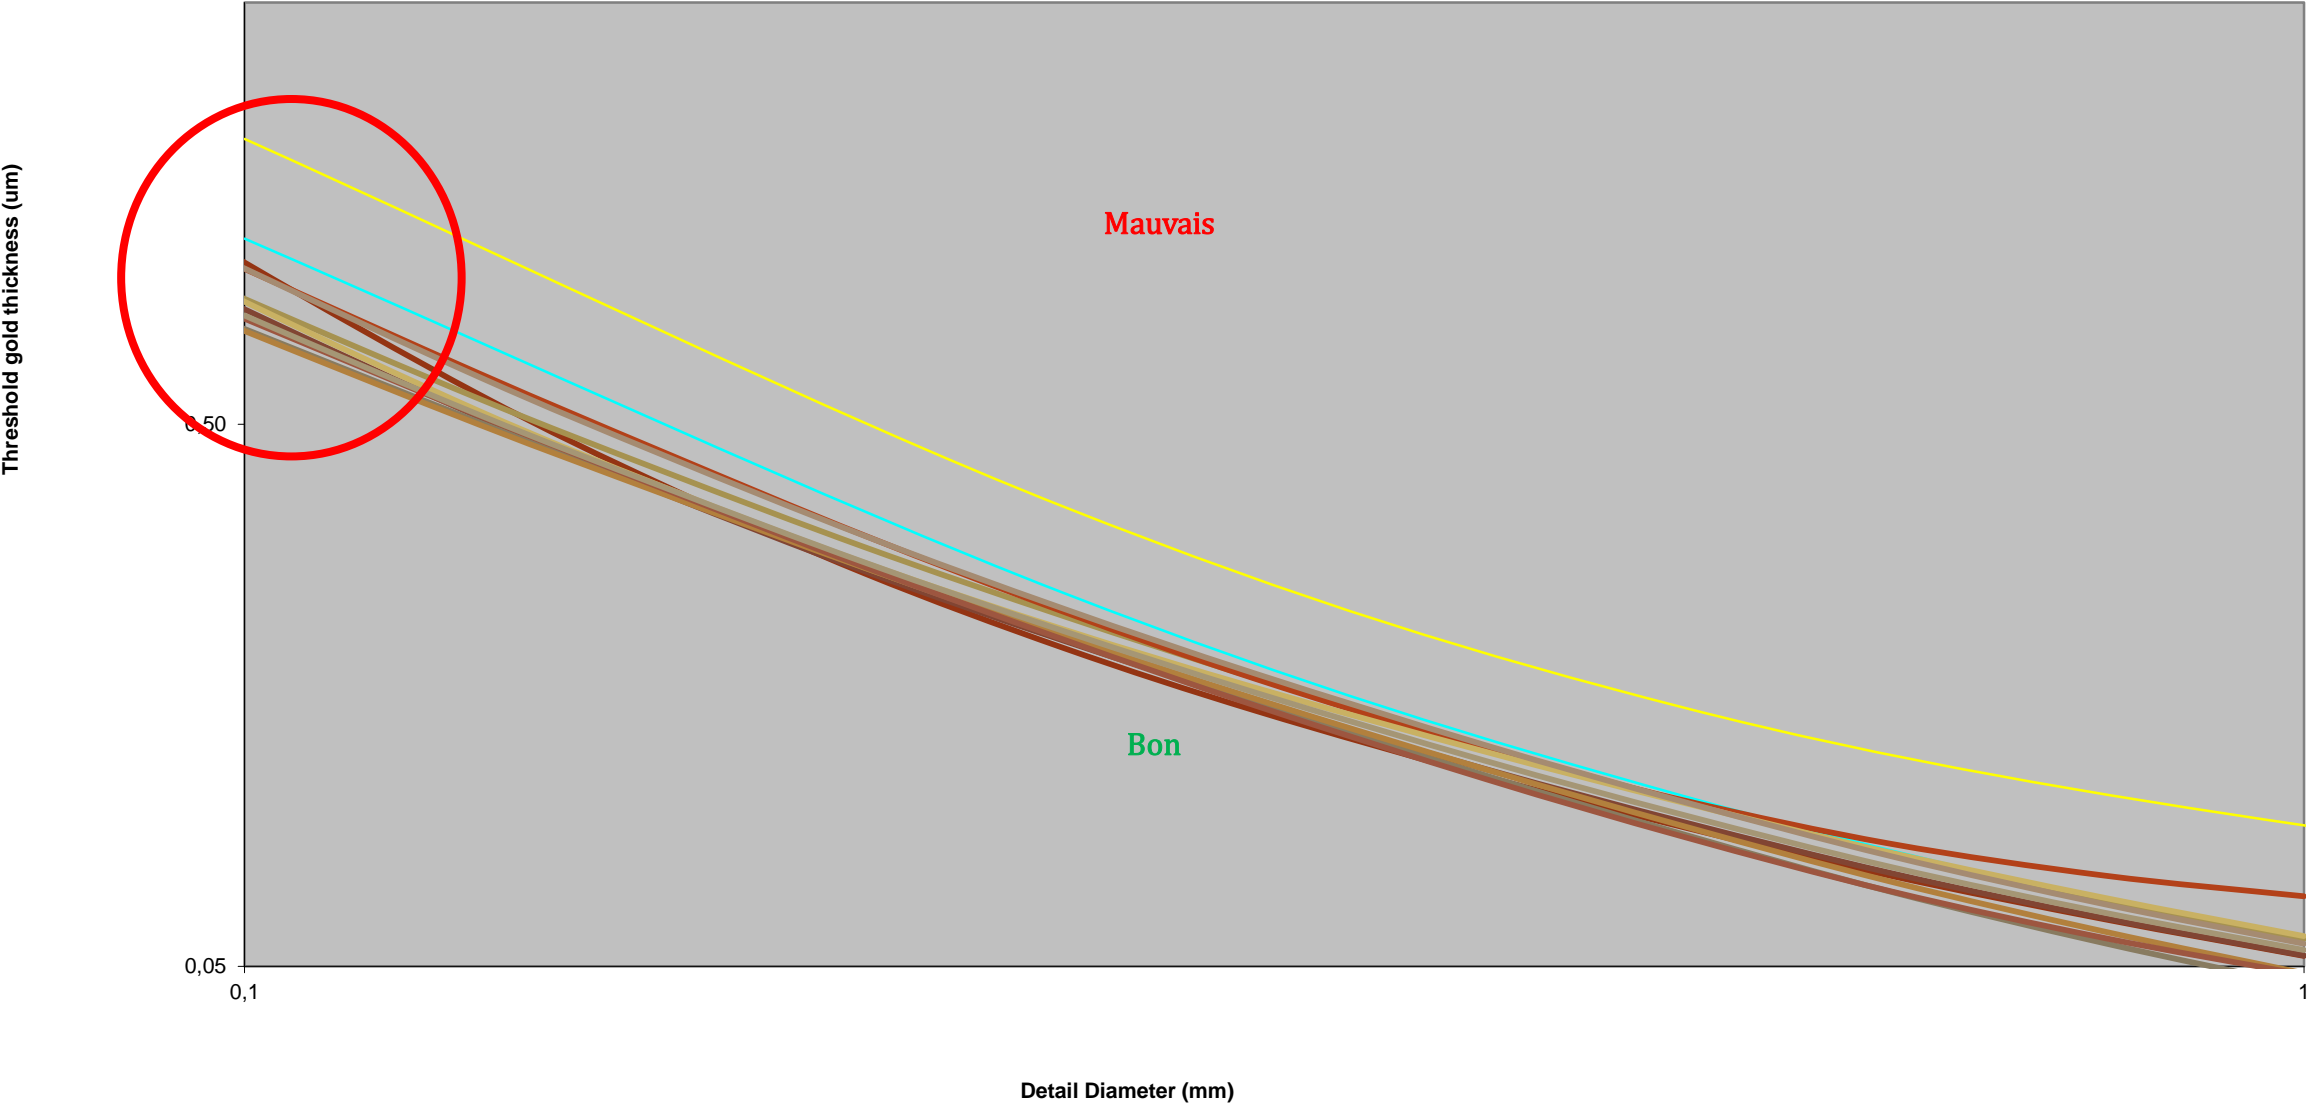 Threshold gold thickness (um)
Mauvais
0,50
Bon
0,05
0,1
1
Detail Diameter (mm)